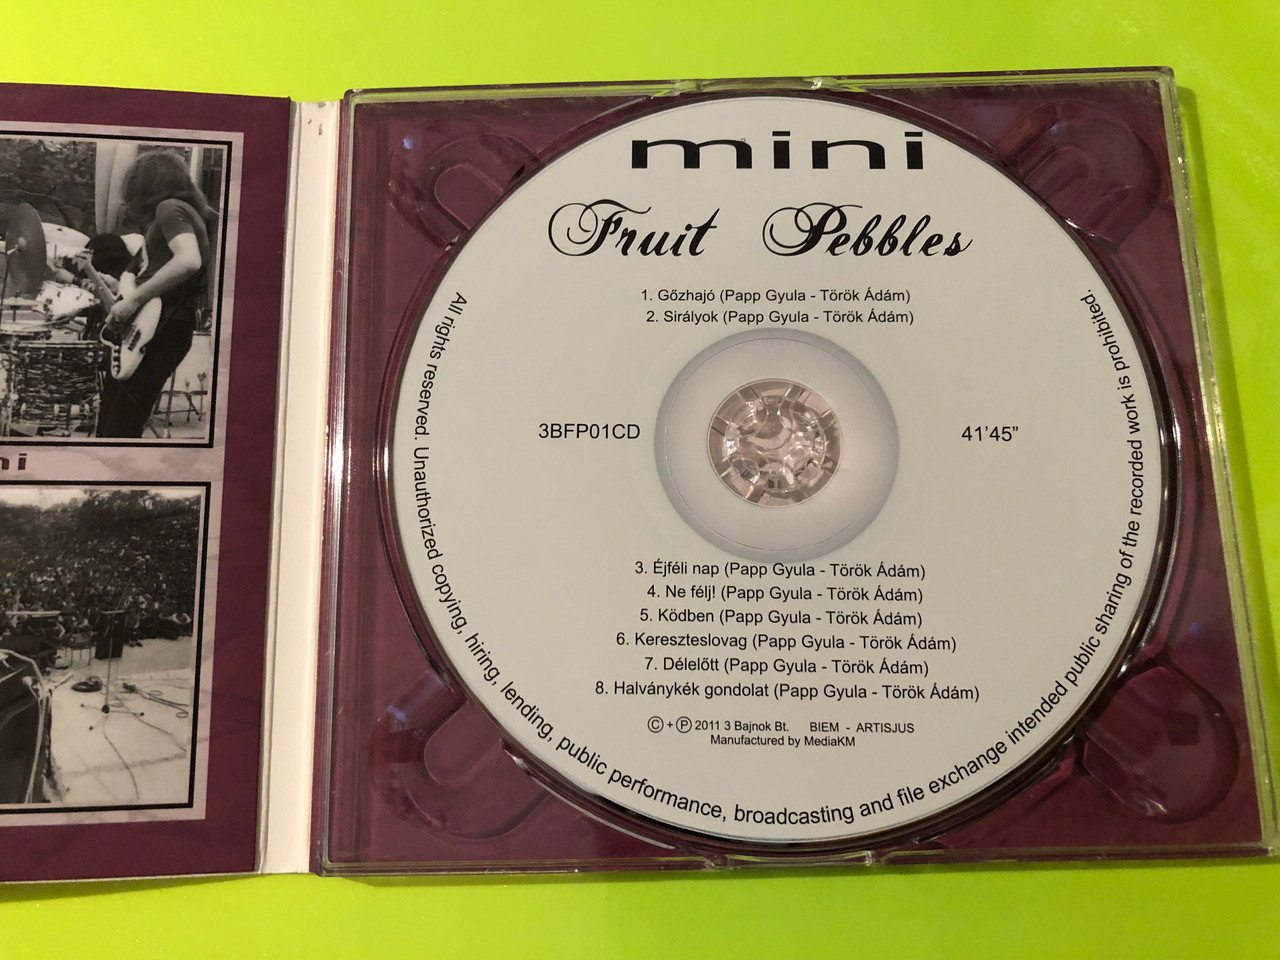 mini
Fruit Pebbles
1. Gőzhajó (Papp Gyula - Török Ádám)
2. Sirályok (Papp Gyula - Török Ádám)
3BFP01CD
41'45”
3. Éjféli nap (Papp Gyula - Török Ádám)
4. Ne félj! (Papp Gyula - Török Ádám)
5. Ködben (Papp Gyula - Török Ádám)
6. Kereszteslovag (Papp Gyula - Török Ádám)
7. Délelőtt (Papp Gyula - Török Ádám)
8. Halványkék gondolat (Papp Gyula - Török Ádám)
©+℗ 2011 3 Bajnok Bt. BIEM - ARTISJUS
Manufactured by MediaKM
All rights reserved. Unauthorized copying, hiring, lending, public performance, broadcasting and file exchange intended public sharing of the recorded work is prohibited.